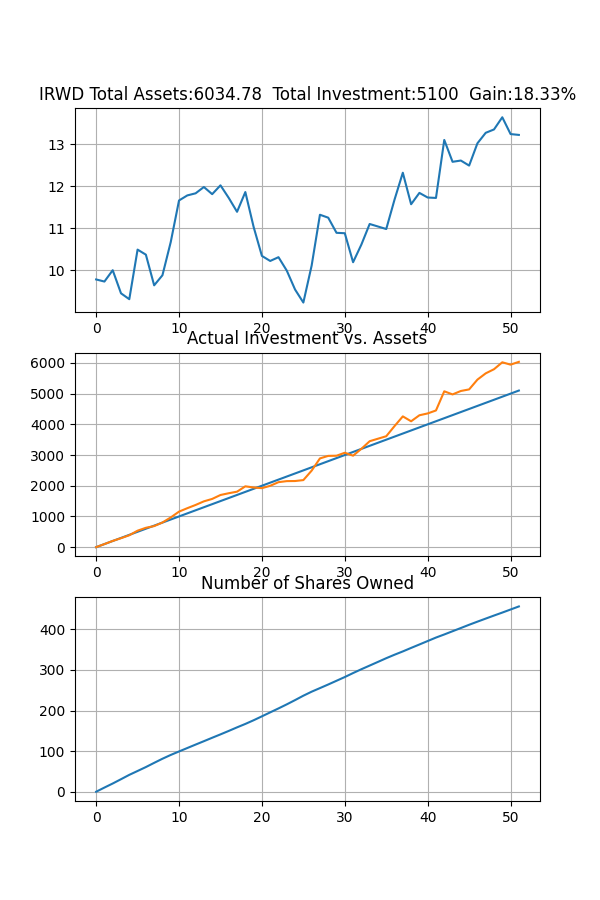 IRWD Total Assets:6034.78  Total Investment:5100  Gain:18.33%
13
12
11
10
0 10 20 30 40 50
Actual Investment vs. Assets
6000
5000
4000
3000
2000
1000
0
0 10 20 30 40 50
Number of Shares Owned
400
300
200
100
0
0 10 20 30 40 50